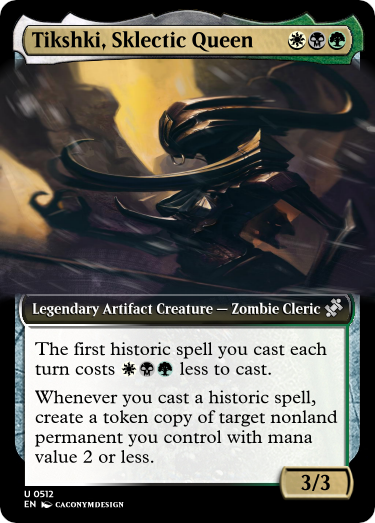 Tikshki, Sklectic Queen
Legendary Artifact Creature — Zombie Cleric
The first historic spell you cast each
turn costs less to cast.
Whenever you cast a historic spell,
create a token copy of target nonland
permanent you control with mana
value 2 or less.
3/3
U 0512
EN CACONYMDESIGN